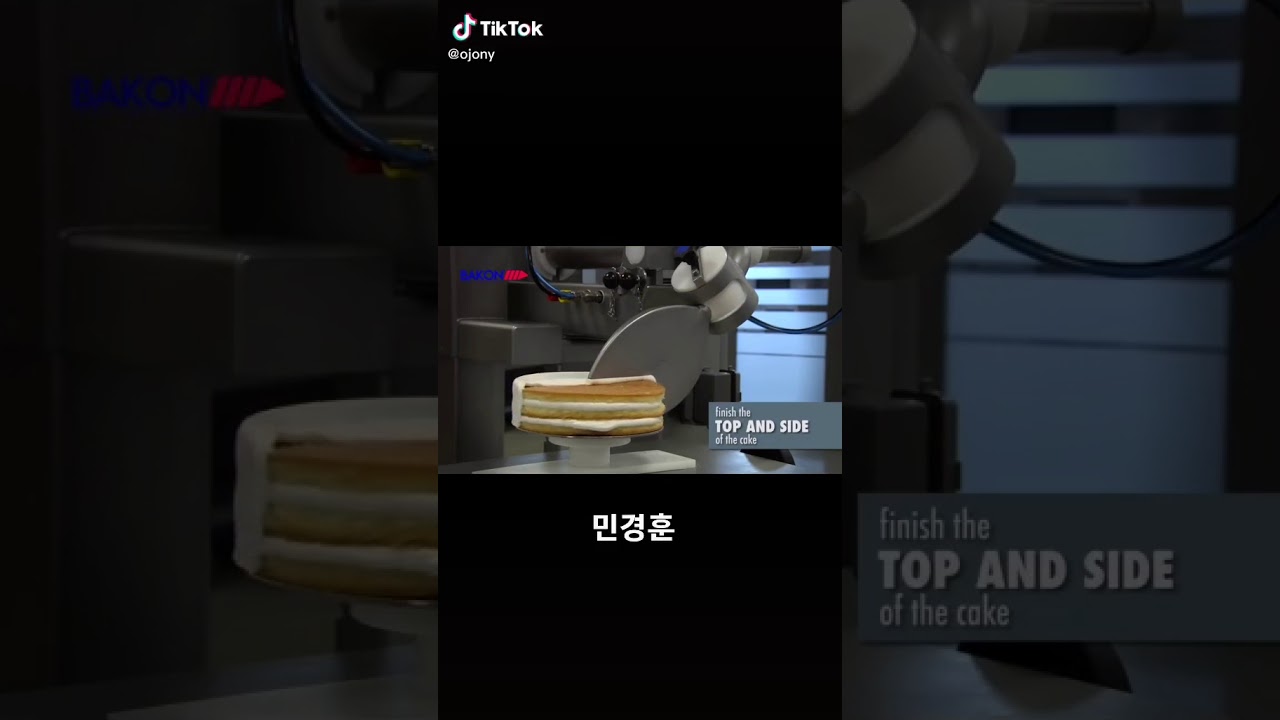 TikTok
@ojony
BAKON
BAKON
finish the
TOP AND SIDE
of the cake
민경훈
finish the
TOP AND SIDE
of the cake